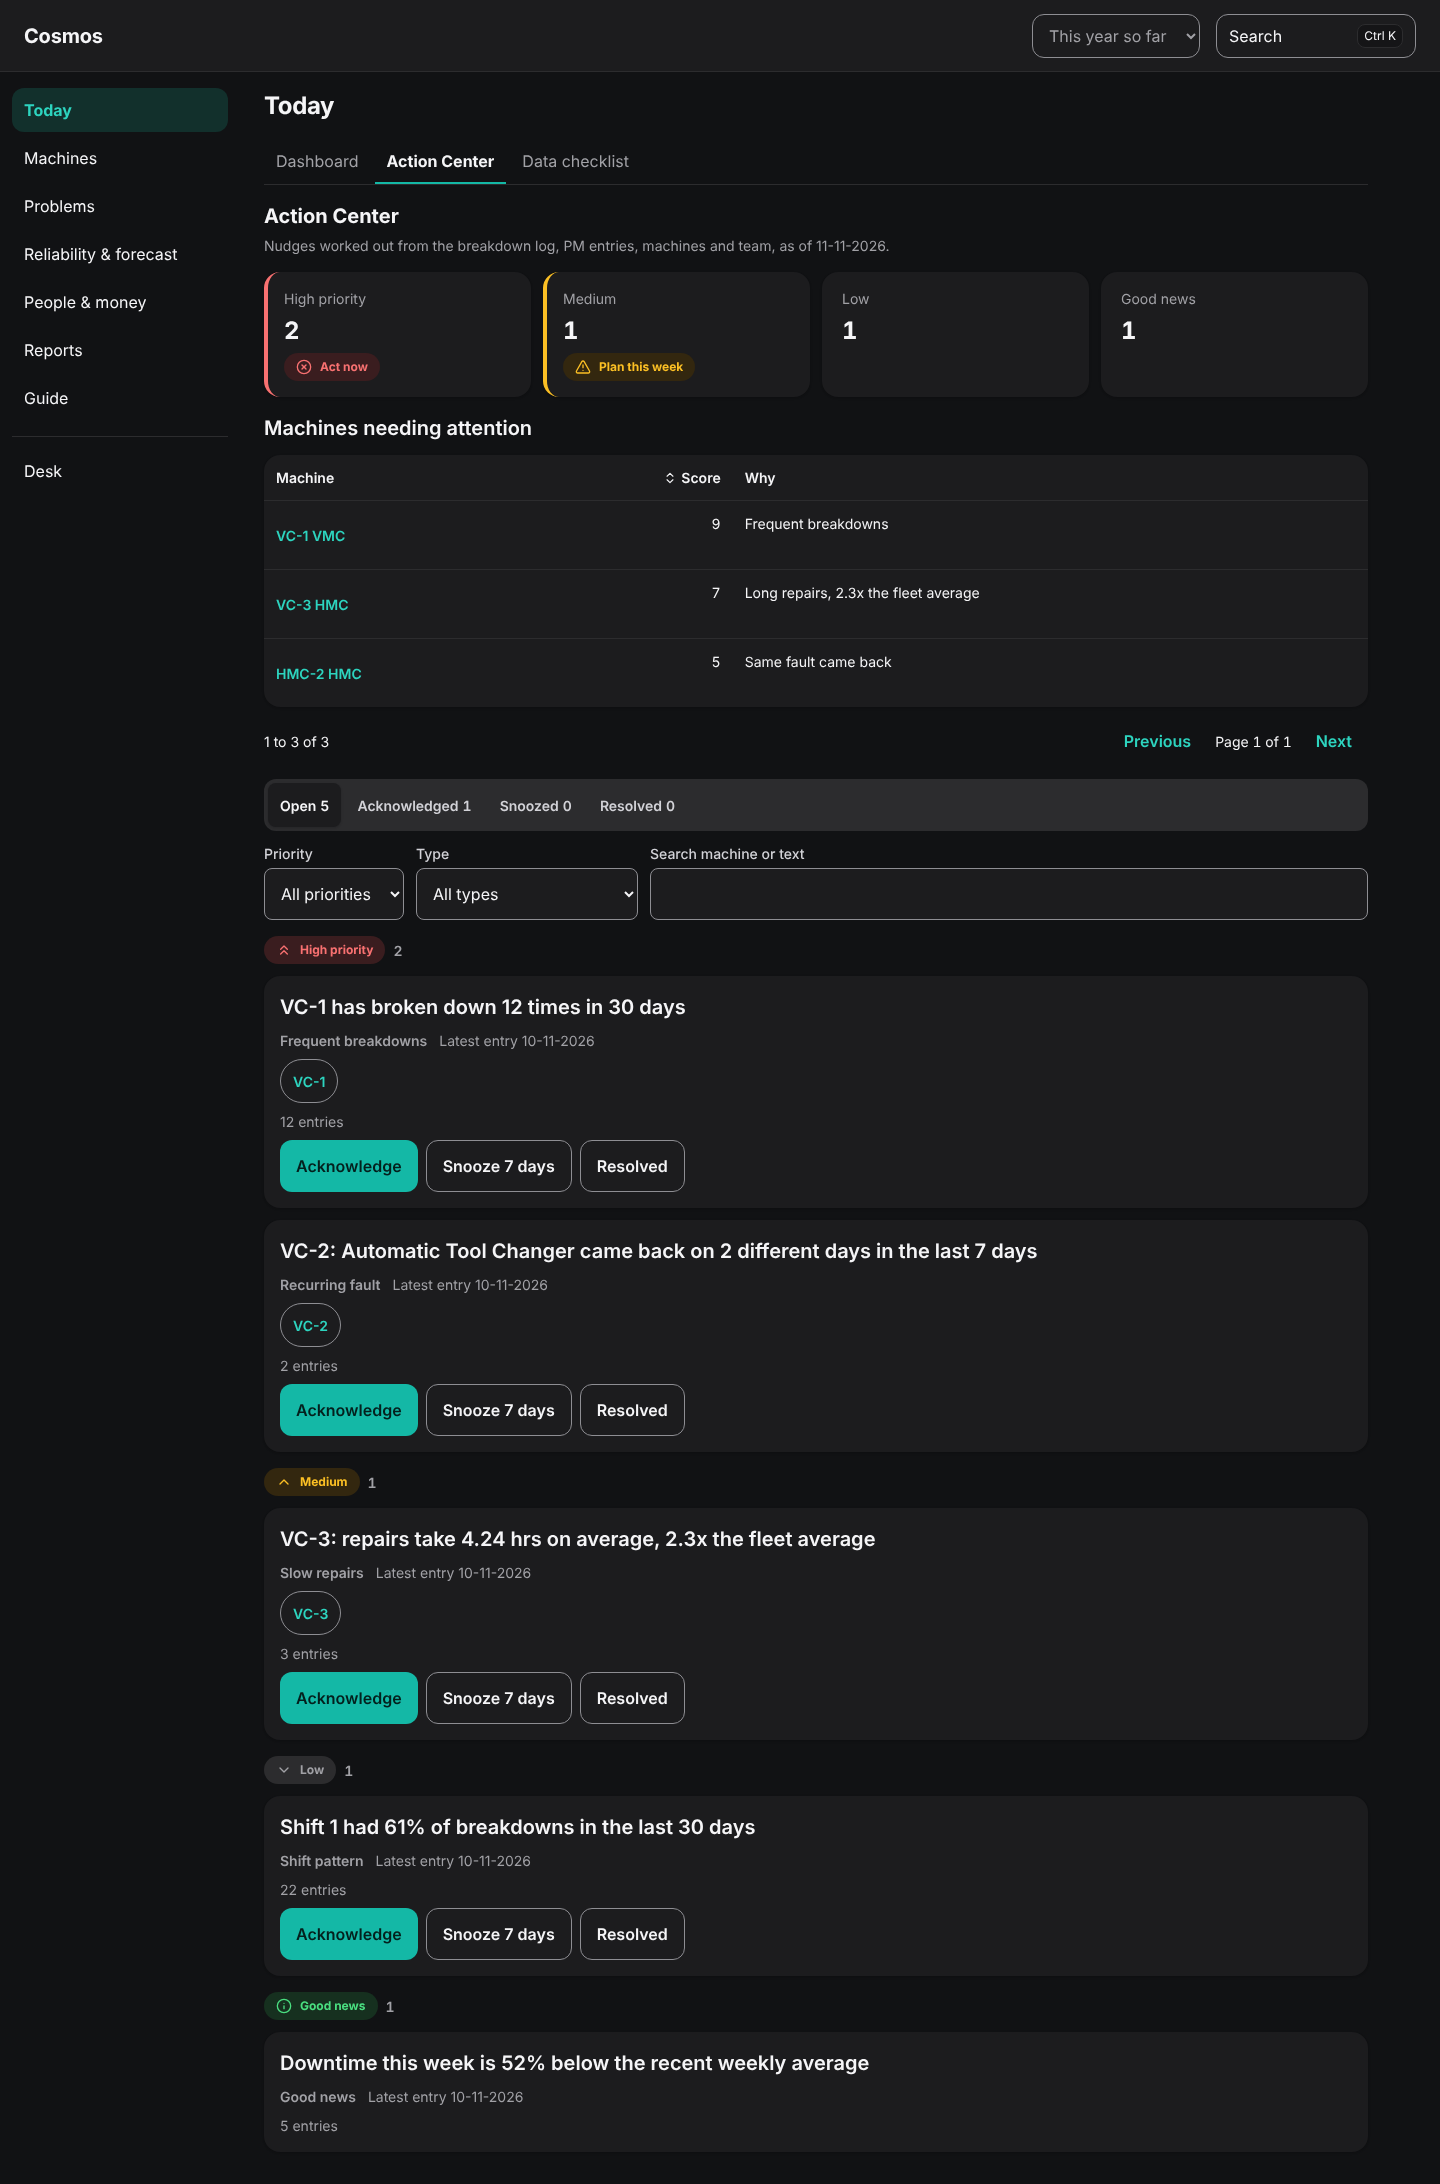 Cosmos
This year so far
Search Ctrl K
Today
Machines
Problems
Reliability & forecast
People & money
Reports
Guide
Desk
Today
Dashboard Action Center Data checklist
Action Center
Nudges worked out from the breakdown log, PM entries, machines and team, as of 11-11-2026.
High priority
2
Act now
Medium
1
Plan this week
Low
1
Good news
1
Machines needing attention
Machine Score Why
VC-1 VMC 9 Frequent breakdowns
VC-3 HMC 7 Long repairs, 2.3x the fleet average
HMC-2 HMC 5 Same fault came back
1 to 3 of 3 Previous Page 1 of 1 Next
Open 5 Acknowledged 1 Snoozed 0 Resolved 0
Priority Type Search machine or text
All priorities All types
High priority 2
VC-1 has broken down 12 times in 30 days
Frequent breakdowns Latest entry 10-11-2026
VC-1
12 entries
Acknowledge Snooze 7 days Resolved
VC-2: Automatic Tool Changer came back on 2 different days in the last 7 days
Recurring fault Latest entry 10-11-2026
VC-2
2 entries
Acknowledge Snooze 7 days Resolved
Medium 1
VC-3: repairs take 4.24 hrs on average, 2.3x the fleet average
Slow repairs Latest entry 10-11-2026
VC-3
3 entries
Acknowledge Snooze 7 days Resolved
Low 1
Shift 1 had 61% of breakdowns in the last 30 days
Shift pattern Latest entry 10-11-2026
22 entries
Acknowledge Snooze 7 days Resolved
Good news 1
Downtime this week is 52% below the recent weekly average
Good news Latest entry 10-11-2026
5 entries